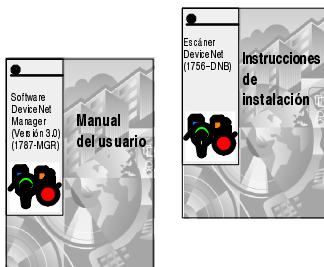 Software
DeviceNet
Manager
(Versión 3.0)
(1787-MGR)
Manual
del usuario
Escáner
DeviceNet
(1756-DNB)
Instrucciones
de
instalación